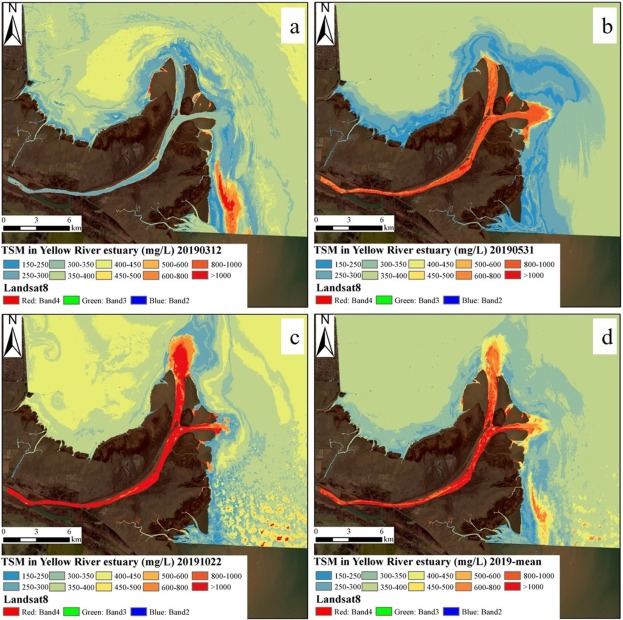 N
a
0 3 6
km
TSM in Yellow River estuary (mg/L) 20190312
150-250 300-350 400-450 500-600 800-1000
250-300 350-400 450-500 600-800 >1000
Landsat8
Red: Band4 Green: Band3 Blue: Band2
N
b
0 3 6
km
TSM in Yellow River estuary (mg/L) 20190531
150-250 300-350 400-450 500-600 800-1000
250-300 350-400 450-500 600-800 >1000
Landsat8
Red: Band4 Green: Band3 Blue: Band2
N
c
0 3 6
km
TSM in Yellow River estuary (mg/L) 20191022
150-250 300-350 400-450 500-600 800-1000
250-300 350-400 450-500 600-800 >1000
Landsat8
Red: Band4 Green: Band3 Blue: Band2
N
d
0 3 6
km
TSM in Yellow River estuary (mg/L) 2019-mean
150-250 300-350 400-450 500-600 800-1000
250-300 350-400 450-500 600-800 >1000
Landsat8
Red: Band4 Green: Band3 Blue: Band2